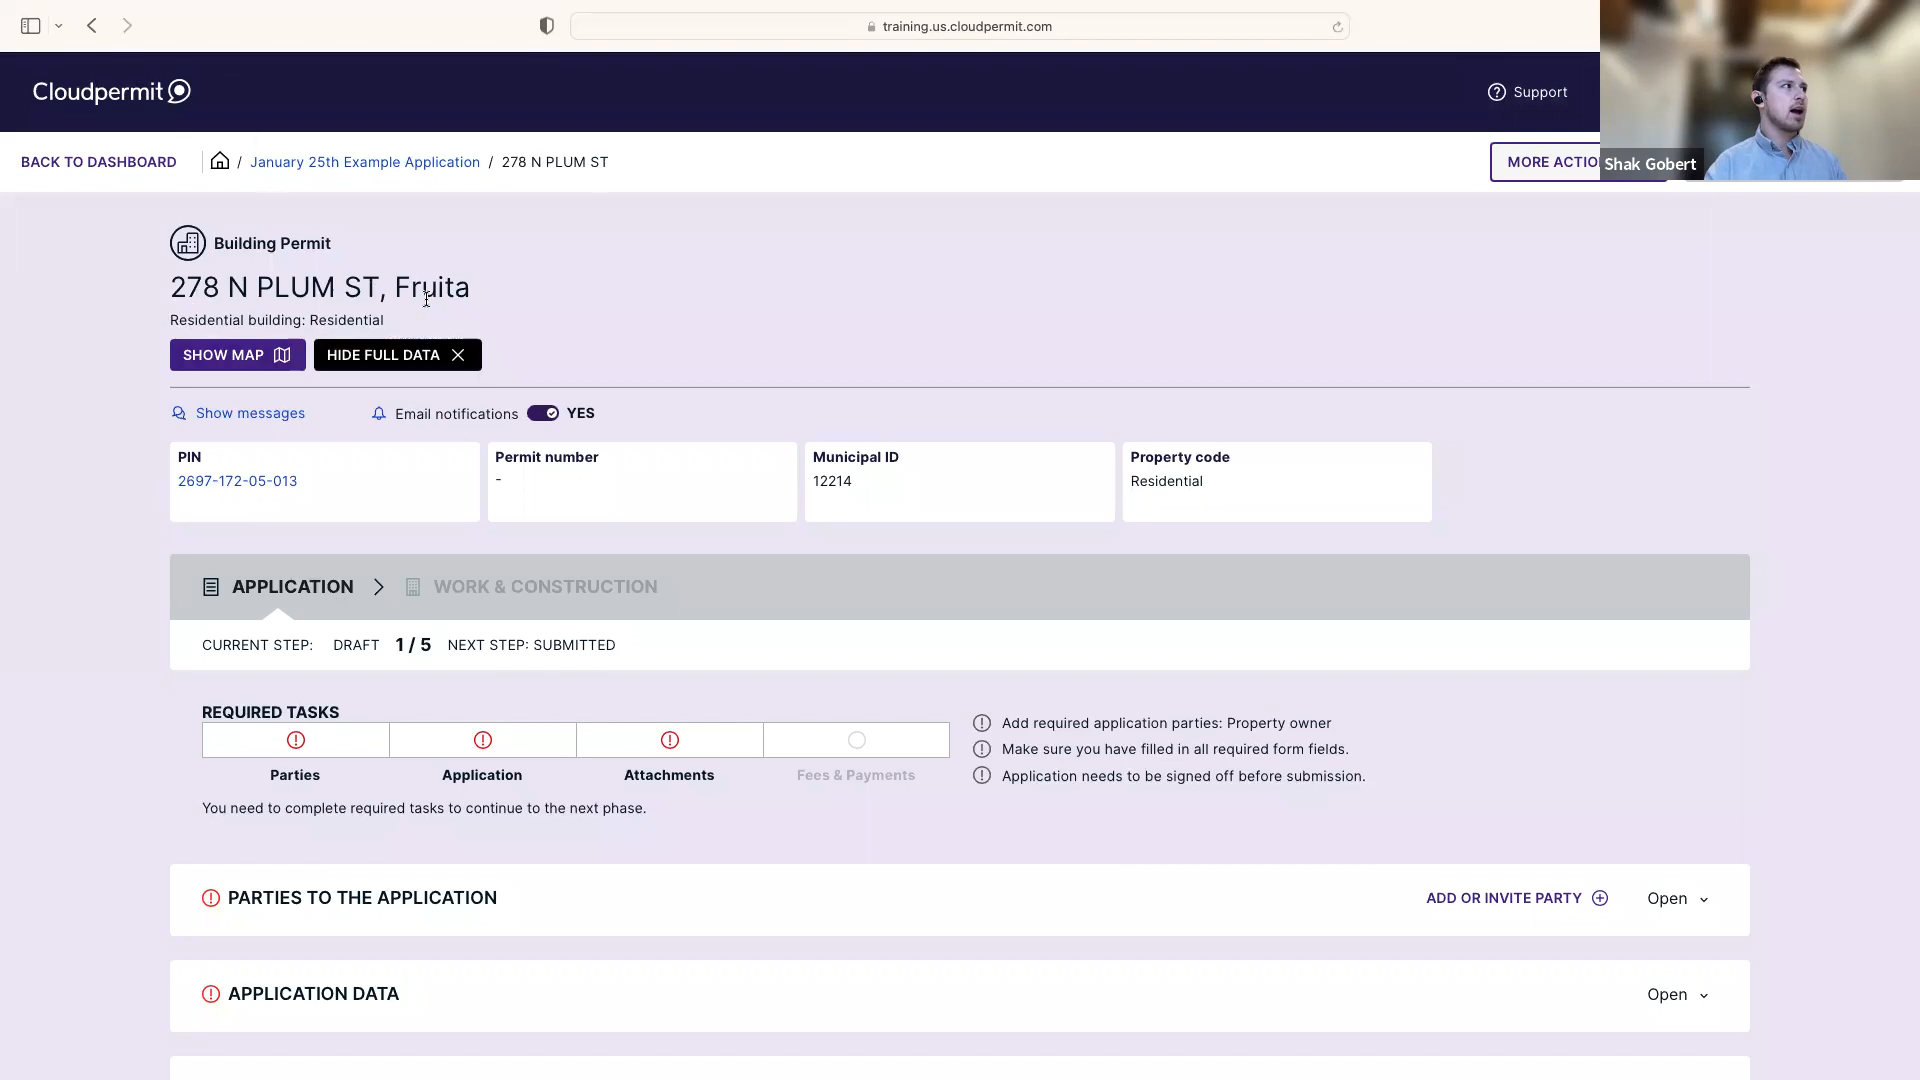 training.us.cloudpermit.com
Cloudpermit
Support
BACK TO DASHBOARD / January 25th Example Application / 278 N PLUM ST
MORE ACTIO
Shak Gobert
Building Permit
278 N PLUM ST, Fruita
Residential building: Residential
SHOW MAP HIDE FULL DATA
Show messages Email notifications YES
PIN Permit number Municipal ID Property code
2697-172-05-013 - 12214 Residential
APPLICATION WORK & CONSTRUCTION
CURRENT STEP: DRAFT 1 / 5 NEXT STEP: SUBMITTED
REQUIRED TASKS
Parties Application Attachments Fees & Payments
You need to complete required tasks to continue to the next phase.
Add required application parties: Property owner
Make sure you have filled in all required form fields.
Application needs to be signed off before submission.
PARTIES TO THE APPLICATION ADD OR INVITE PARTY Open
APPLICATION DATA Open